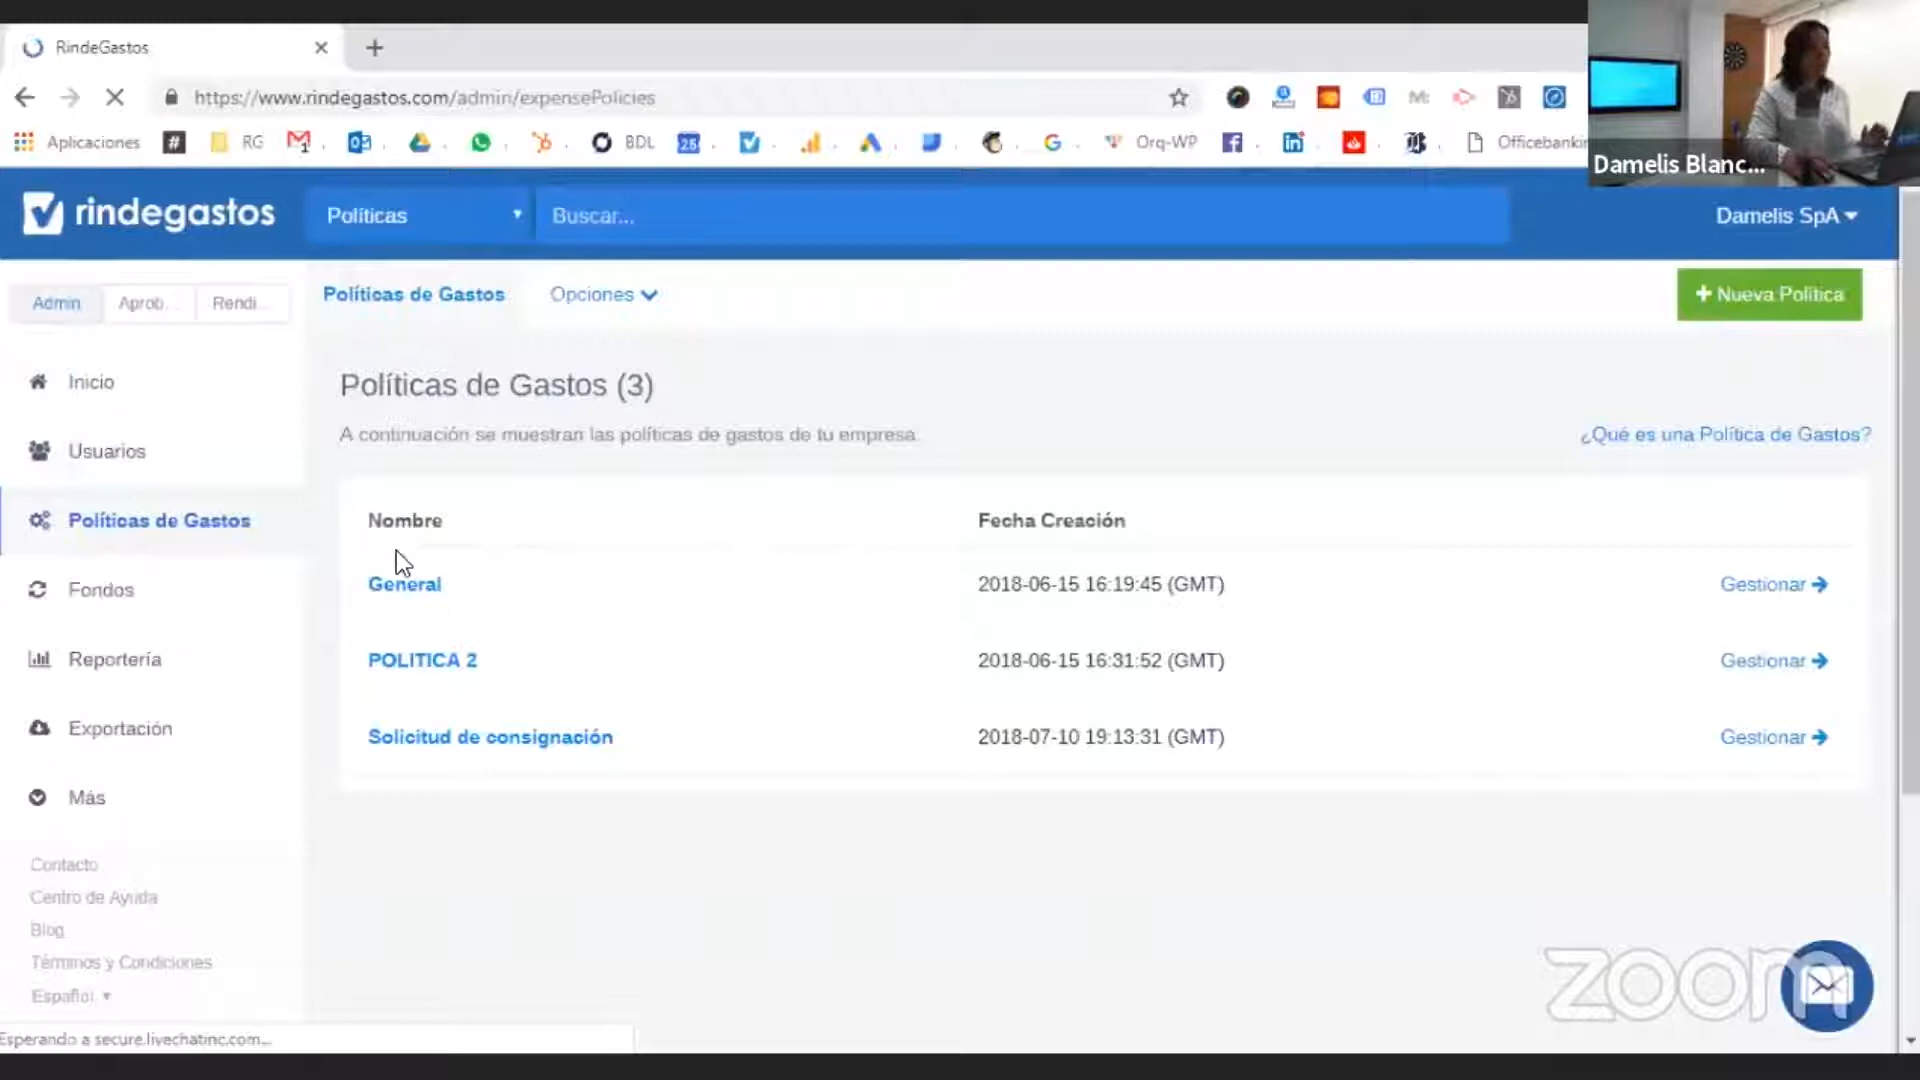 RindeGastos
https://www.rindegastos.com/admin/expensePolicies
Aplicaciones
RG
BDL
Orq-WP
Damelis Blanc...
rindegastos
Políticas
Buscar...
Damelis SpA
Admin
Aprob...
Rendi...
Políticas de Gastos
Opciones
+ Nueva Política
Inicio
Usuarios
Políticas de Gastos
Fondos
Reportería
Exportación
Más
Contacto
Centro de Ayuda
Blog
Términos y Condiciones
Español
Políticas de Gastos (3)
A continuación se muestran las políticas de gastos de tu empresa.
¿Qué es una Política de Gastos?
Nombre
Fecha Creación
General
2018-06-15 16:19:45 (GMT)
Gestionar
POLITICA 2
2018-06-15 16:31:52 (GMT)
Gestionar
Solicitud de consignación
2018-07-10 19:13:31 (GMT)
Gestionar
zoom
Esperando a secure.livechatinc.com...